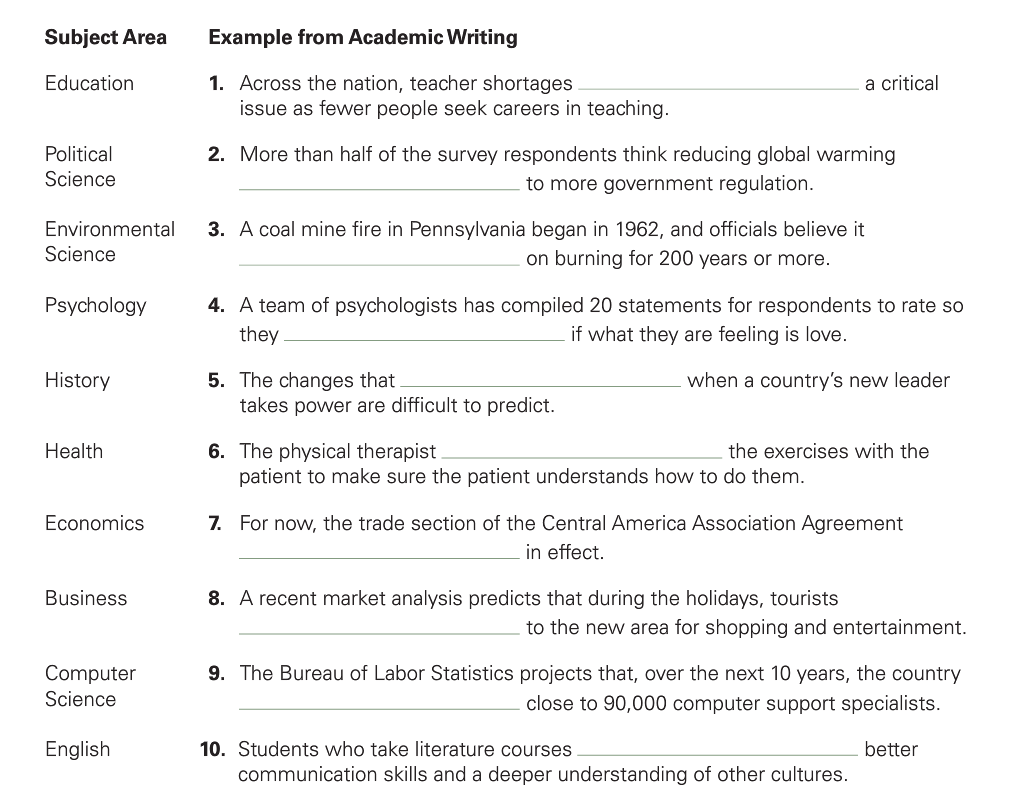 Subject Area Example from Academic Writing
Education 1. Across the nation, teacher shortages ____ a critical
issue as fewer people seek careers in teaching.
Political 2. More than half of the survey respondents think reducing global warming
Science ____ to more government regulation.
Environmental 3. A coal mine fire in Pennsylvania began in 1962, and officials believe it
Science ____ on burning for 200 years or more.
Psychology 4. A team of psychologists has compiled 20 statements for respondents to rate so
they ____ if what they are feeling is love.
History 5. The changes that ____ when a country's new leader
takes power are difficult to predict.
Health 6. The physical therapist ____ the exercises with the
patient to make sure the patient understands how to do them.
Economics 7. For now, the trade section of the Central America Association Agreement
____ in effect.
Business 8. A recent market analysis predicts that during the holidays, tourists
____ to the new area for shopping and entertainment.
Computer 9. The Bureau of Labor Statistics projects that, over the next 10 years, the country
Science ____ close to 90,000 computer support specialists.
English 10. Students who take literature courses ____ better
communication skills and a deeper understanding of other cultures.